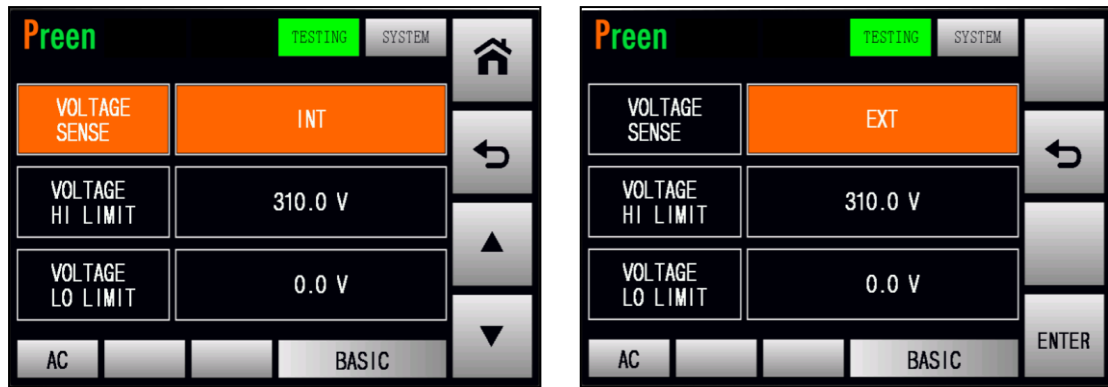 Preen
TESTING
SYSTEM
VOLTAGE
SENSE
INT
VOLTAGE
HI LIMIT
310.0 V
VOLTAGE
LO LIMIT
0.0 V
AC
BASIC
Preen
TESTING
SYSTEM
VOLTAGE
SENSE
EXT
VOLTAGE
HI LIMIT
310.0 V
VOLTAGE
LO LIMIT
0.0 V
AC
BASIC
ENTER